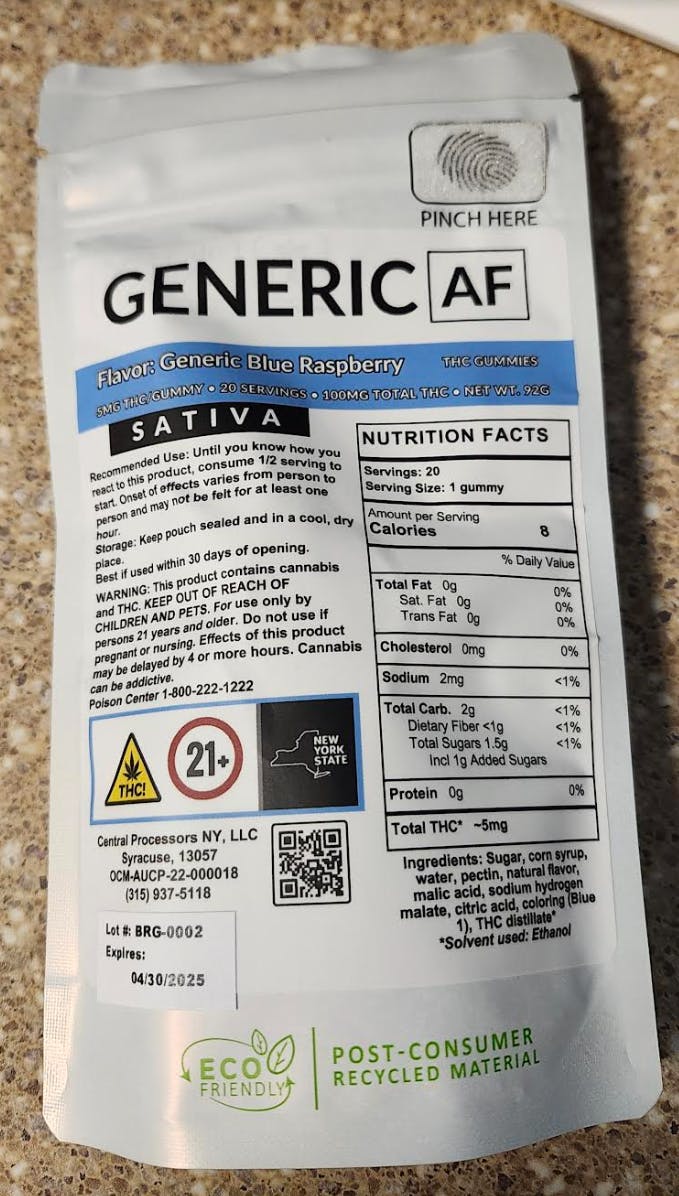 PINCH HERE
GENERIC AF
Flavor: Generic Blue Raspberry THC GUMMIES
5MG THC/GUMMY • 20 SERVINGS • 100MG TOTAL THC • NET WT. 92G
SATIVA
Recommended Use: Until you know how you
react to this product, consume 1/2 serving to
start. Onset of effects varies from person to
person and may not be felt for at least one
hour.
Storage: Keep pouch sealed and in a cool, dry
place.
Best if used within 30 days of opening.
WARNING: This product contains cannabis
and THC. KEEP OUT OF REACH OF
CHILDREN AND PETS. For use only by
persons 21 years and older. Do not use if
pregnant or nursing. Effects of this product
may be delayed by 4 or more hours. Cannabis
can be addictive.
Poison Center 1-800-222-1222
THC!
21+
NEW
YORK
STATE
Central Processors NY, LLC
Syracuse, 13057
OCM-AUCP-22-000018
(315) 937-5118
Lot #: BRG-0002
Expires:
04/30/2025
NUTRITION FACTS
Servings: 20
Serving Size: 1 gummy
Amount per Serving
Calories 8
% Daily Value
Total Fat 0g 0%
Sat. Fat 0g 0%
Trans Fat 0g 0%
Cholesterol 0mg 0%
Sodium 2mg <1%
Total Carb. 2g <1%
Dietary Fiber <1g <1%
Total Sugars 1.5g <1%
Incl 1g Added Sugars
Protein 0g 0%
Total THC* ~5mg
Ingredients: Sugar, corn syrup,
water, pectin, natural flavor,
malic acid, sodium hydrogen
malate, citric acid, coloring (Blue
1), THC distillate*
*Solvent used: Ethanol
ECO
FRIENDLY
POST-CONSUMER
RECYCLED MATERIAL